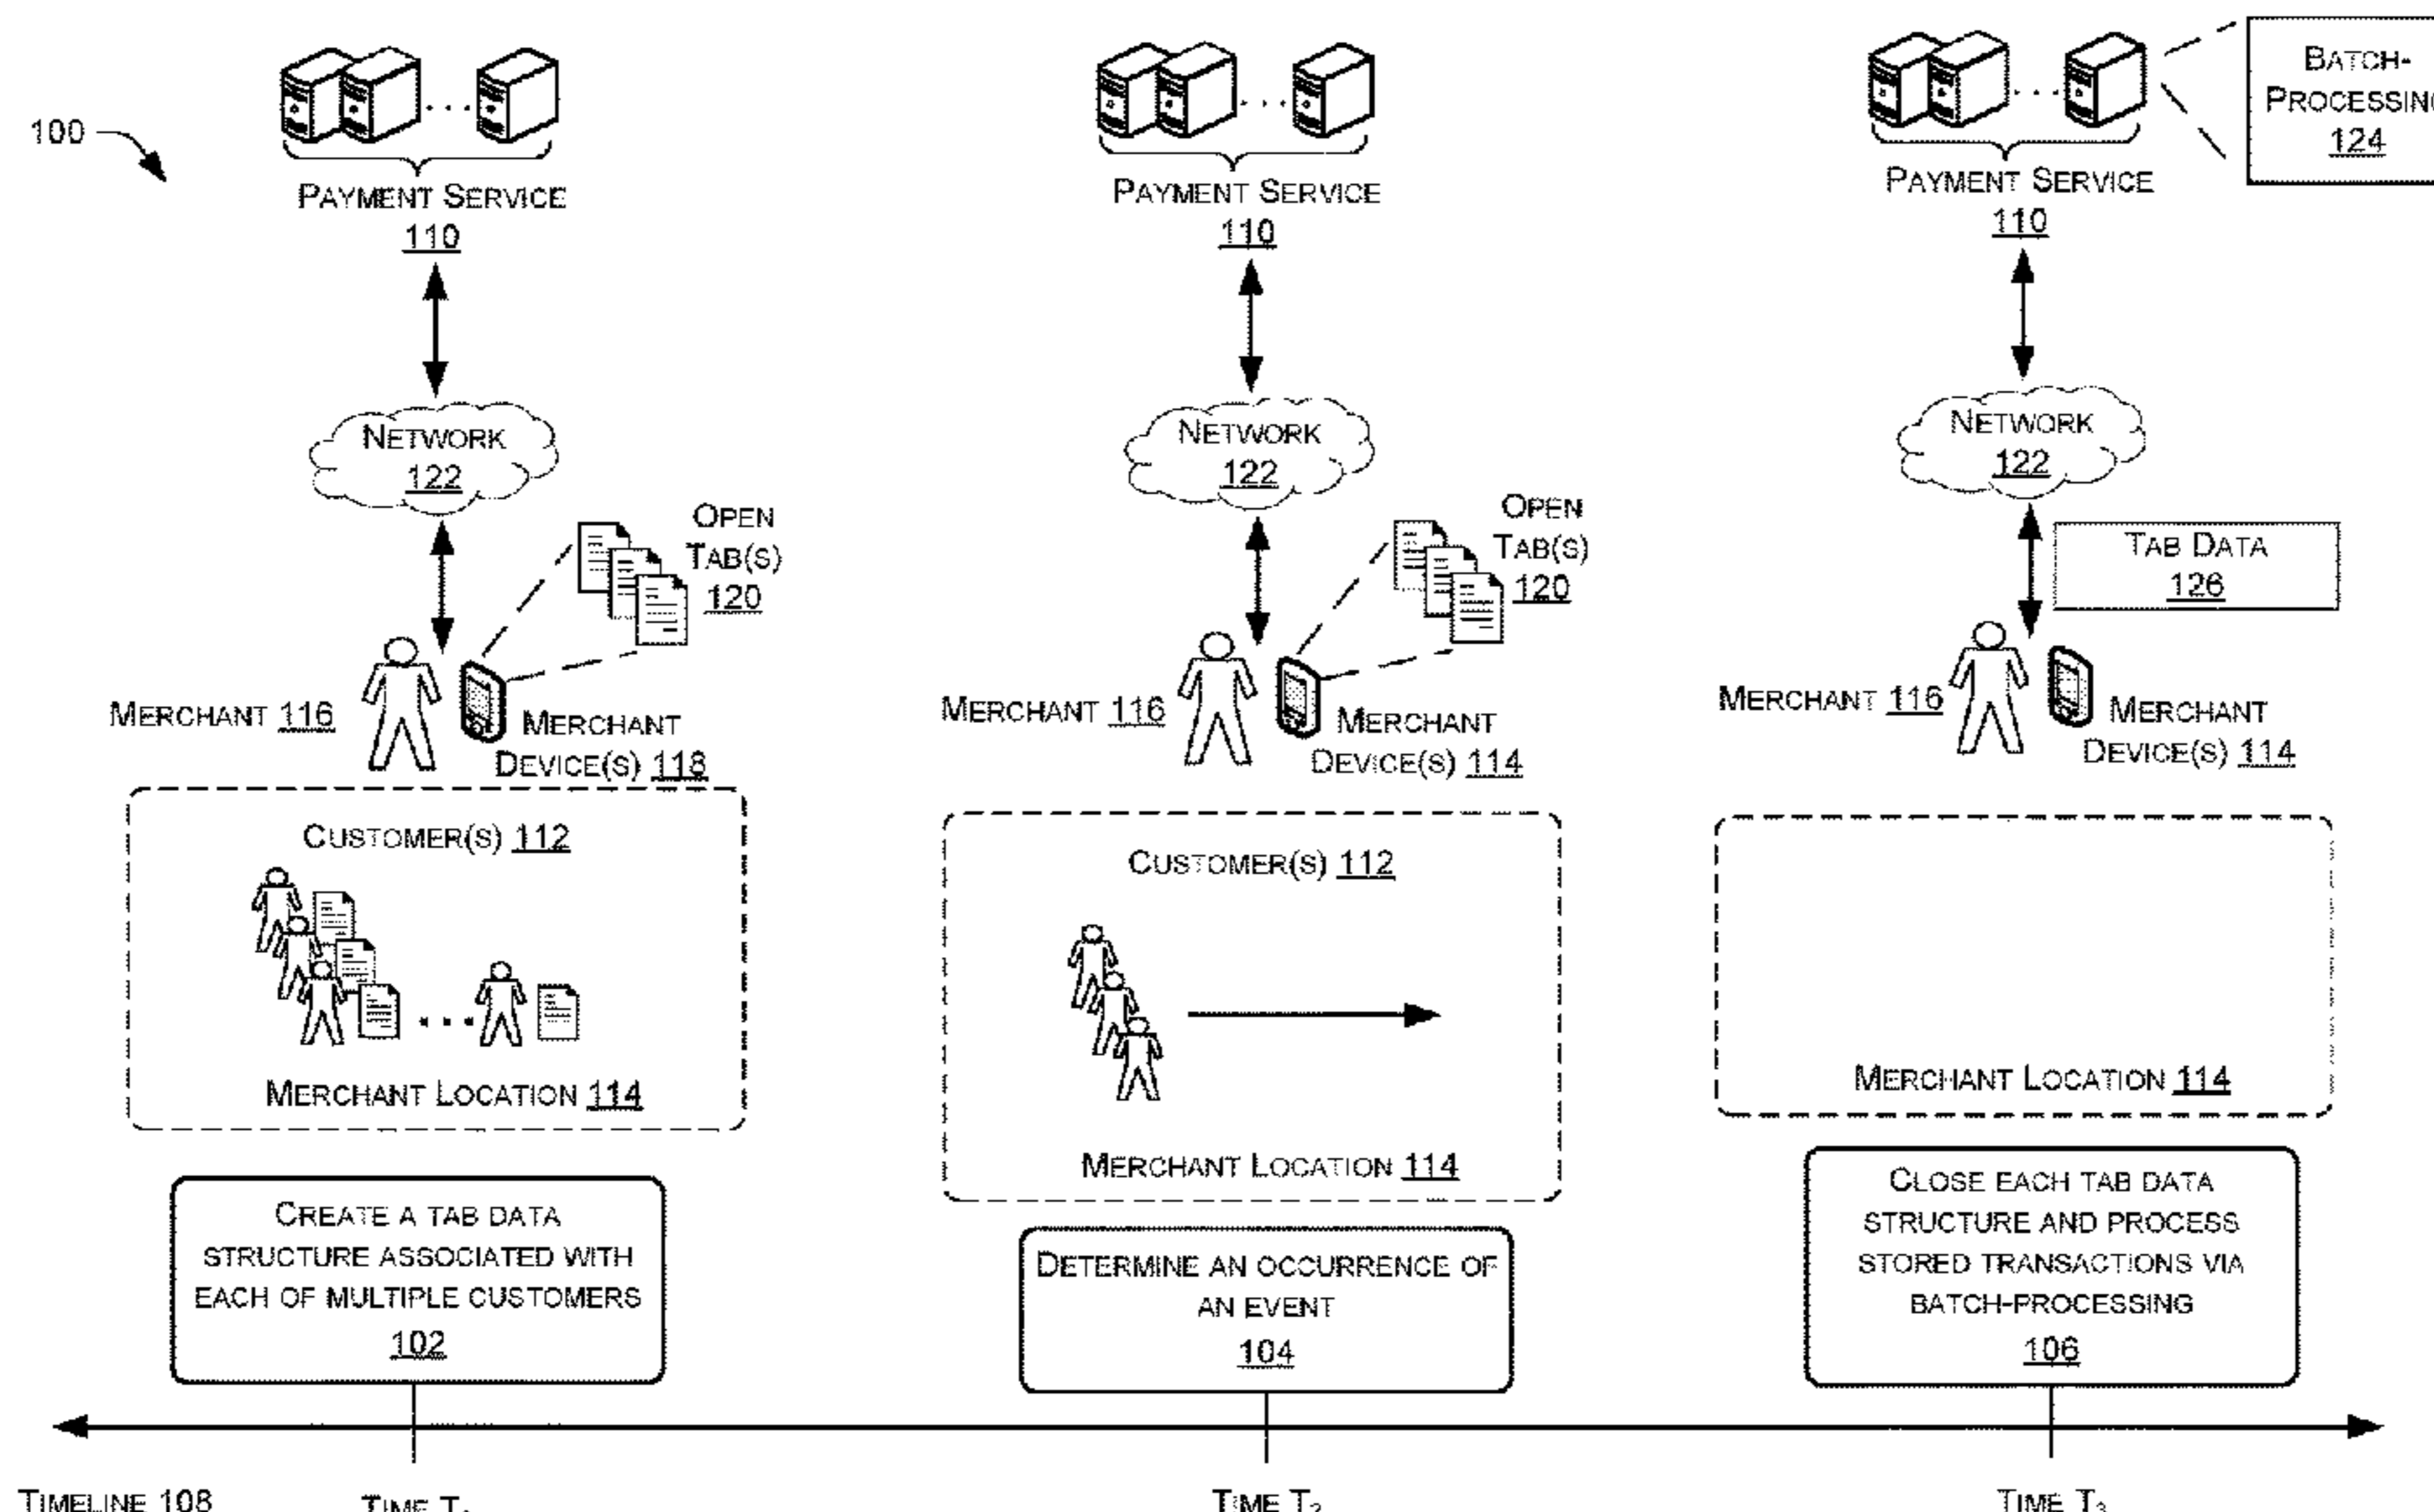 100
PAYMENT SERVICE
110
NETWORK
122
OPEN
TAB(S)
120
MERCHANT 116
MERCHANT
DEVICE(S) 118
CUSTOMER(S) 112
MERCHANT LOCATION 114
CREATE A TAB DATA
STRUCTURE ASSOCIATED WITH
EACH OF MULTIPLE CUSTOMERS
102
PAYMENT SERVICE
110
NETWORK
122
OPEN
TAB(S)
120
MERCHANT 116
MERCHANT
DEVICE(S) 114
CUSTOMER(S) 112
MERCHANT LOCATION 114
DETERMINE AN OCCURRENCE OF
AN EVENT
104
PAYMENT SERVICE
110
BATCH-
PROCESSING
124
NETWORK
122
TAB DATA
126
MERCHANT 116
MERCHANT
DEVICE(S) 114
MERCHANT LOCATION 114
CLOSE EACH TAB DATA
STRUCTURE AND PROCESS
STORED TRANSACTIONS VIA
BATCH-PROCESSING
106
TIMELINE 108
TIME T
TIME T2
TIME T3